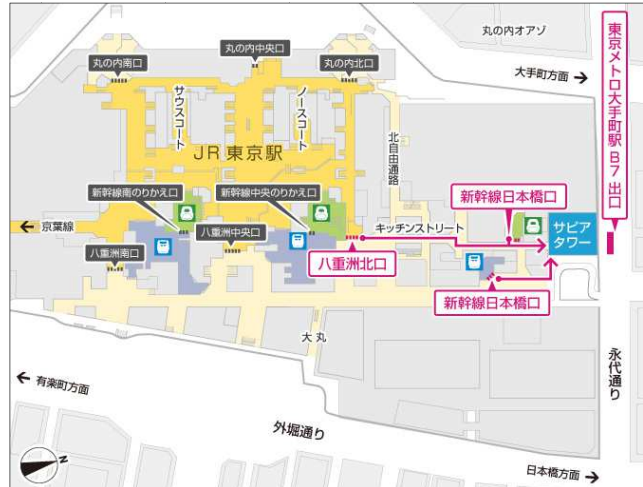 丸の内オアゾ
丸の内中央口
丸の内南口
丸の内北口
大手町方面
東京メトロ大手町駅 B7 出口
サウスコート
ノースコート
北自由通路
JR東京駅
新幹線南のりかえ口
新幹線中央のりかえ口
新幹線日本橋口
京葉線
八重洲中央口
キッチンストリート
サピア
タワー
八重洲南口
八重洲北口
新幹線日本橋口
大丸
永代通り
有楽町方面
外堀通り
日本橋方面
N